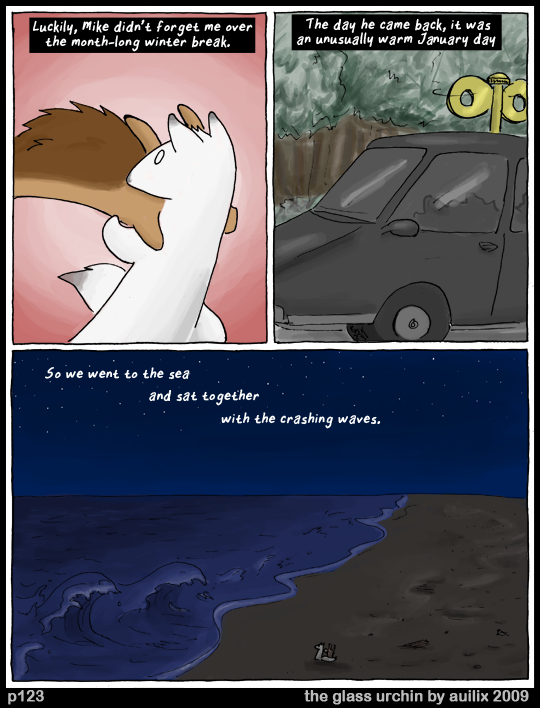 Luckily, Mike didn't forget me over
the month-long winter break.
The day he came back, it was
an unusually warm January day
So we went to the sea
and sat together
with the crashing waves.
p123
the glass urchin by auilix 2009